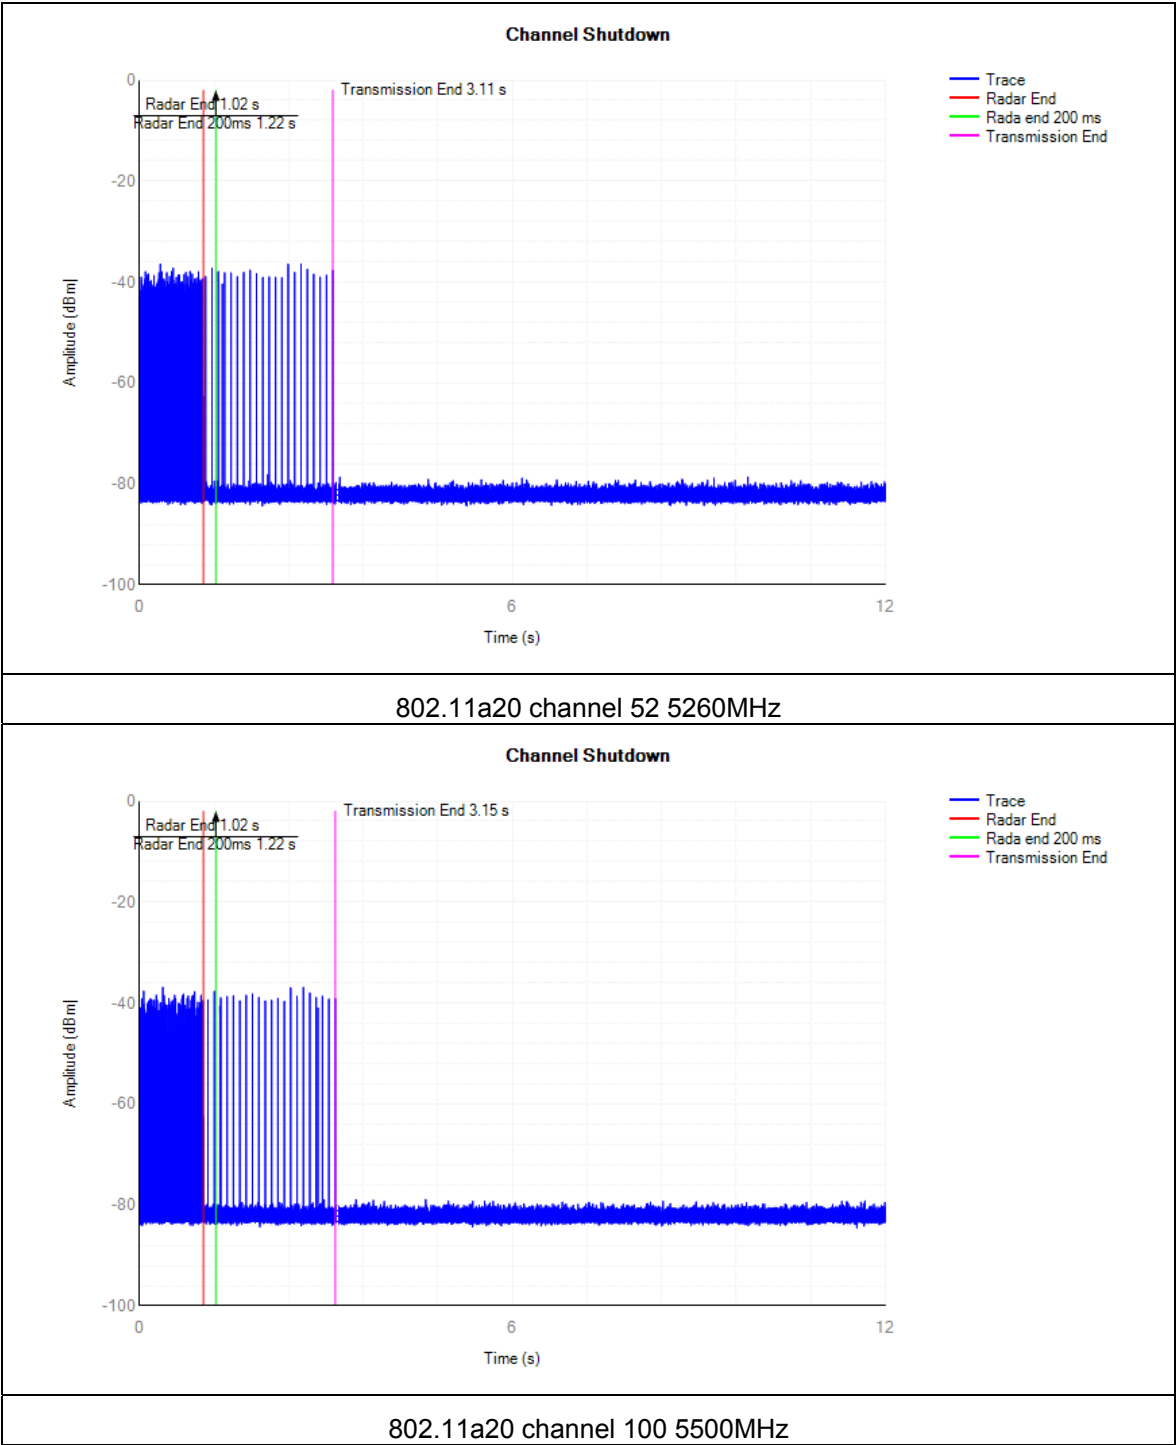 Channel Shutdown
Transmission End 3.11 s
Radar End 1.02 s
Radar End 200ms 1.22 s
Trace
Radar End
Rada end 200 ms
Transmission End
0
-20
-40
-60
-80
-100
Amplitude [dBm]
0
6
12
Time (s)
802.11a20 channel 52 5260MHz
Channel Shutdown
Transmission End 3.15 s
Radar End 1.02 s
Radar End 200ms 1.22 s
Trace
Radar End
Rada end 200 ms
Transmission End
0
-20
-40
-60
-80
-100
Amplitude [dBm]
0
6
12
Time (s)
802.11a20 channel 100 5500MHz